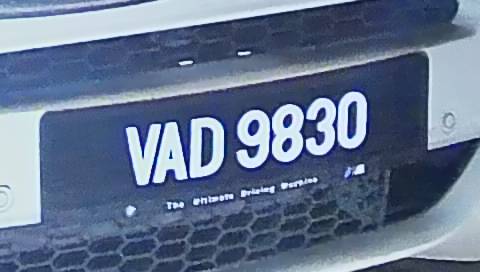 VAD 9830
The Ultimate Driving Machine